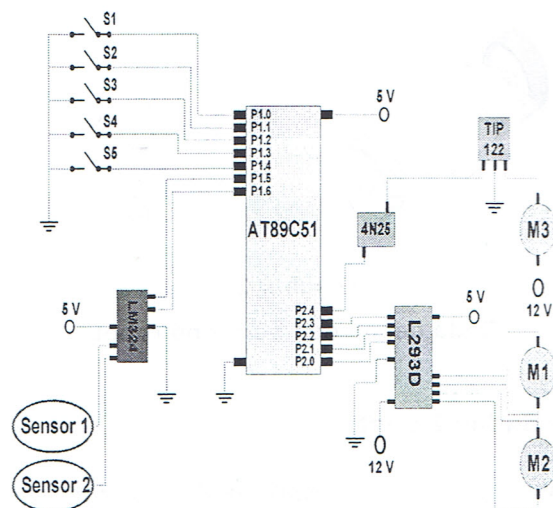 S1
S2
S3
S4
S5
P1.0
P1.1
P1.2
P1.3
P1.4
P1.5
P1.6
AT89C51
P2.4
P2.3
P2.2
P2.1
P2.0
5 V
TIP
122
4N25
M3
12 V
5 V
LM324
L293D
5 V
M1
M2
12 V
Sensor 1
Sensor 2